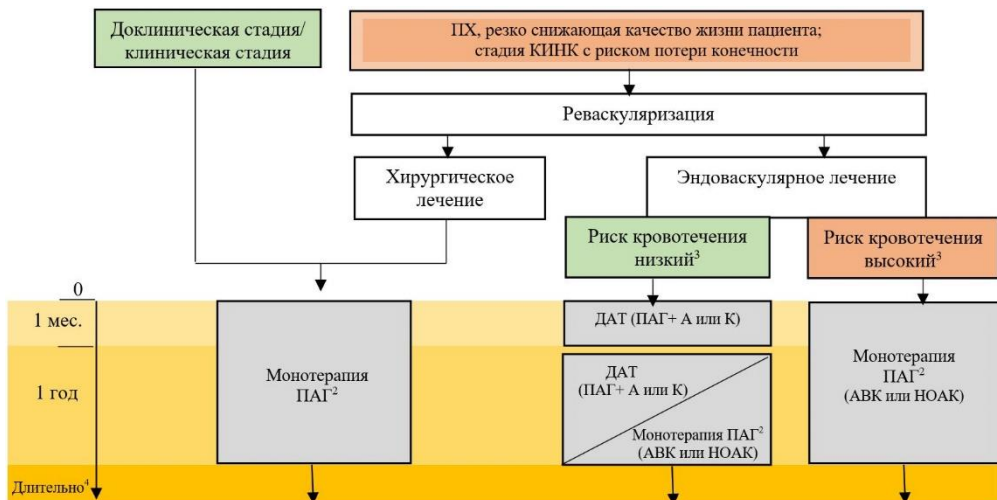 Доклиническая стадия/
клиническая стадия
ПХ, резко снижающая качество жизни пациента;
стадия КИНК с риском потери конечности
Реваскуляризация
Хирургическое
лечение
Эндоваскулярное лечение
Риск кровотечения
низкий³
Риск кровотечения
высокий³
0
1 мес.
ДАТ (ПАГ+ А или К)
1 год
Монотерапия
ПАГ²
ДАТ
(ПАГ+ А или К)
Монотерапия ПАГ²
(АВК или НОАК)
Монотерапия
ПАГ²
(АВК или НОАК)
Длительно⁴